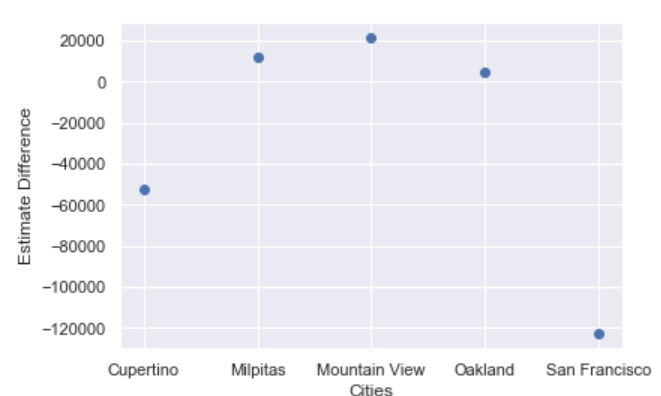 Estimate Difference
20000
0
−20000
−40000
−60000
−80000
−100000
−120000
Cupertino Milpitas Mountain View Oakland San Francisco
Cities